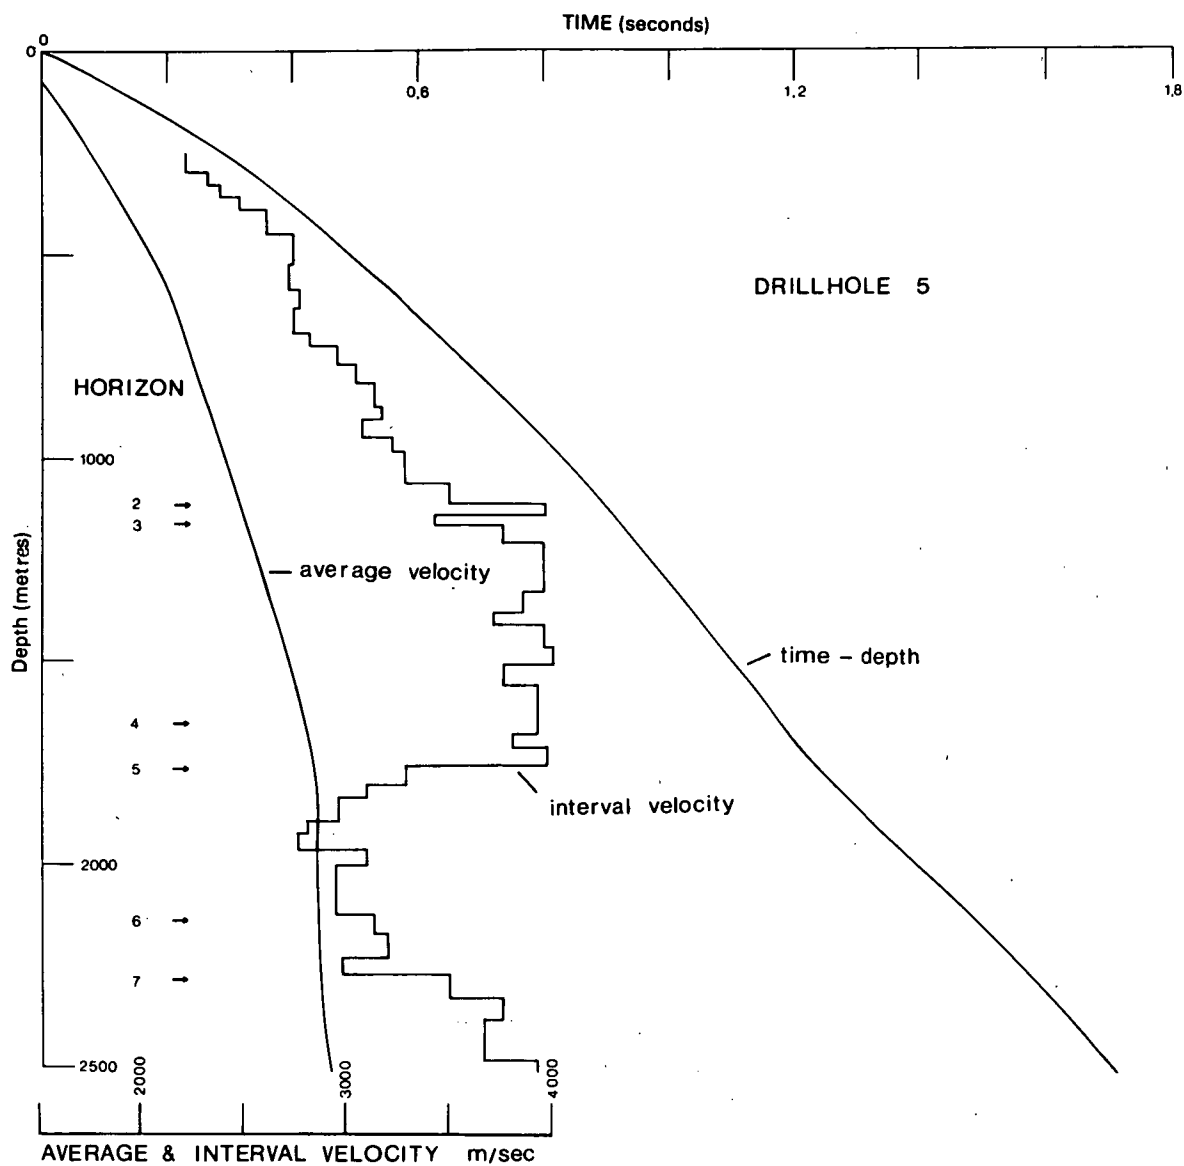 TIME (seconds)
0
0
0.6
1.2
1.8
DRILLHOLE 5
HORIZON
1000
2
3
average velocity
Depth (metres)
time - depth
4
5
interval velocity
2000
6
7
2500
2000
3000
4000
AVERAGE & INTERVAL VELOCITY m/sec